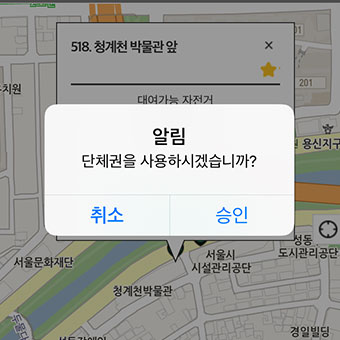 518. 청계천 박물관 앞
×
201
201
대여가능 자전거
알림
단체권을 사용하시겠습니까?
취소
승인
용신지구
성동
도시관리공단
서울시
시설관리공단
서울문화재단
청계천박물관
경일빌딩